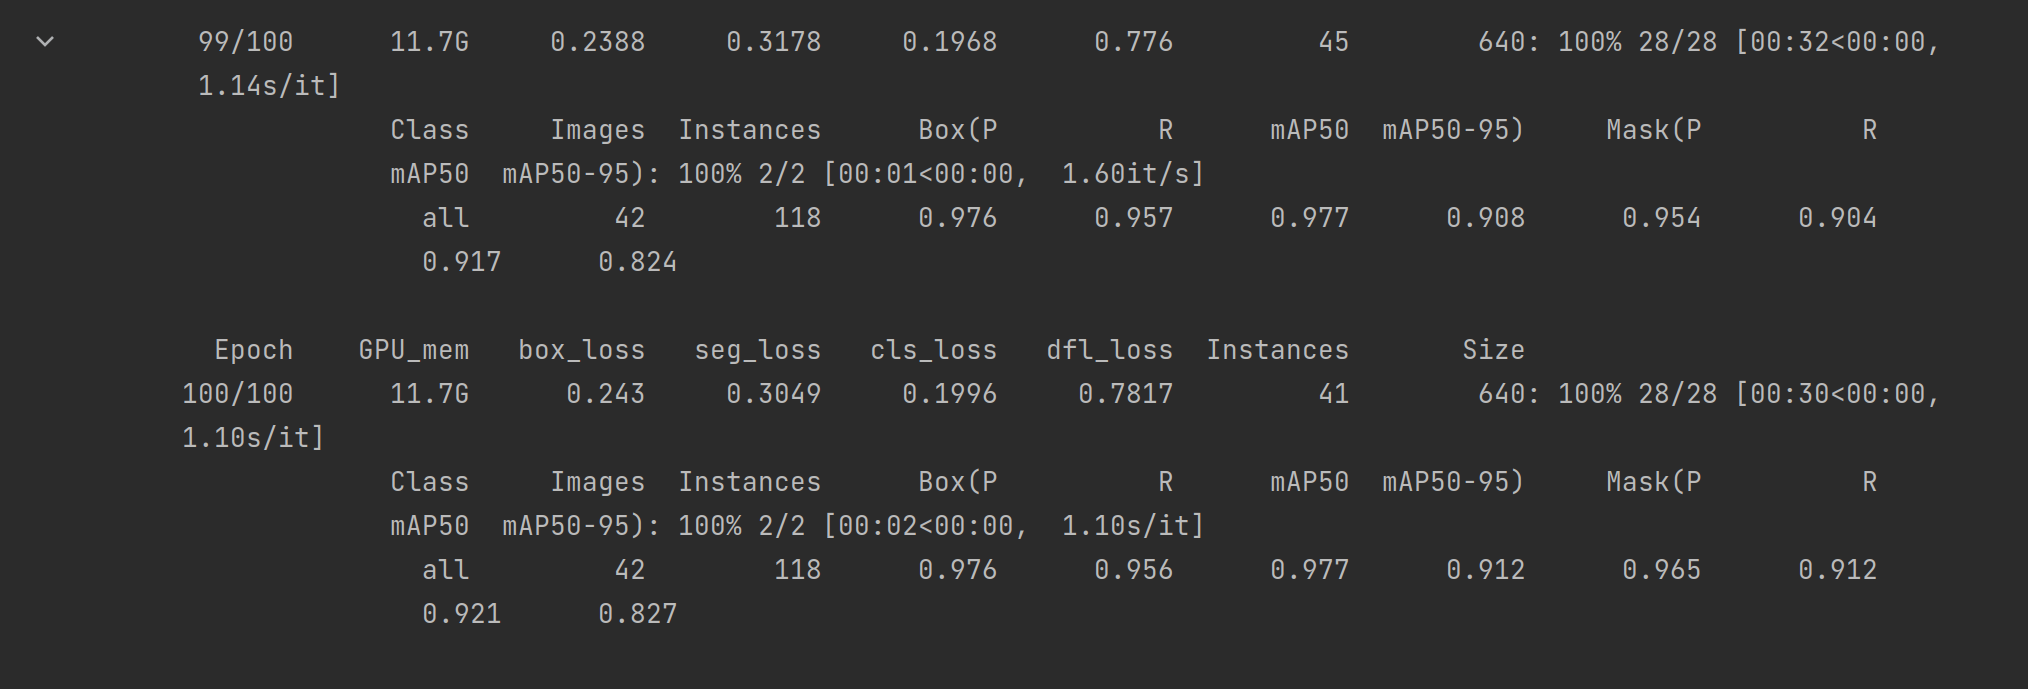 99/100 11.7G 0.2388 0.3178 0.1968 0.776 45 640: 100% 28/28 [00:32<00:00,
1.14s/it]
Class Images Instances Box(P R mAP50 mAP50-95) Mask(P R
mAP50 mAP50-95): 100% 2/2 [00:01<00:00, 1.60it/s]
all 42 118 0.976 0.957 0.977 0.908 0.954 0.904
0.917 0.824
Epoch GPU_mem box_loss seg_loss cls_loss dfl_loss Instances Size
100/100 11.7G 0.243 0.3049 0.1996 0.7817 41 640: 100% 28/28 [00:30<00:00,
1.10s/it]
Class Images Instances Box(P R mAP50 mAP50-95) Mask(P R
mAP50 mAP50-95): 100% 2/2 [00:02<00:00, 1.10s/it]
all 42 118 0.976 0.956 0.977 0.912 0.965 0.912
0.921 0.827